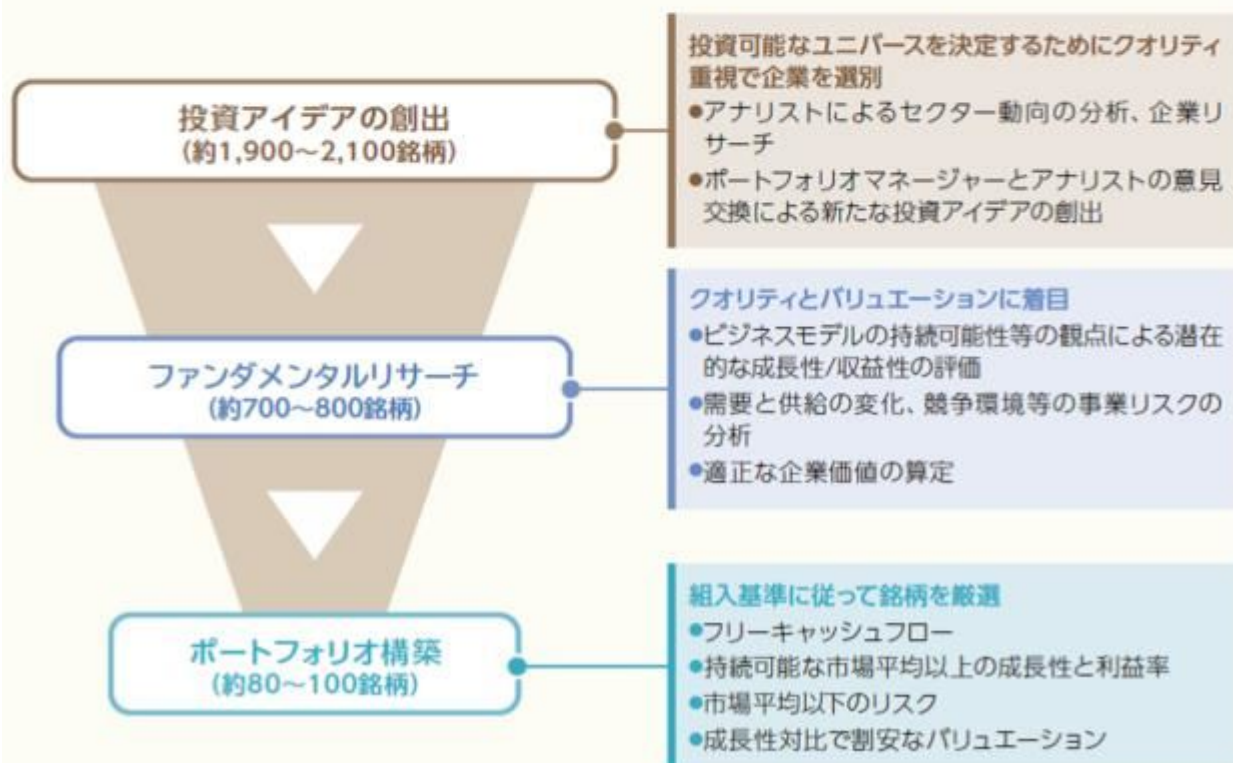 投資アイデアの創出
(約1,900〜2,100銘柄)
投資可能なユニバースを決定するためにクオリティ
重視で企業を選別
●アナリストによるセクター動向の分析、企業リ
サーチ
●ポートフォリオマネージャーとアナリストの意見
交換による新たな投資アイデアの創出
ファンダメンタルリサーチ
(約700〜800銘柄)
クオリティとバリュエーションに着目
●ビジネスモデルの持続可能性等の観点による潜在
的な成長性/収益性の評価
●需要と供給の変化、競争環境等の事業リスクの
分析
●適正な企業価値の算定
ポートフォリオ構築
(約80〜100銘柄)
組入基準に従って銘柄を厳選
●フリーキャッシュフロー
●持続可能な市場平均以上の成長性と利益率
●市場平均以下のリスク
●成長性対比で割安なバリュエーション